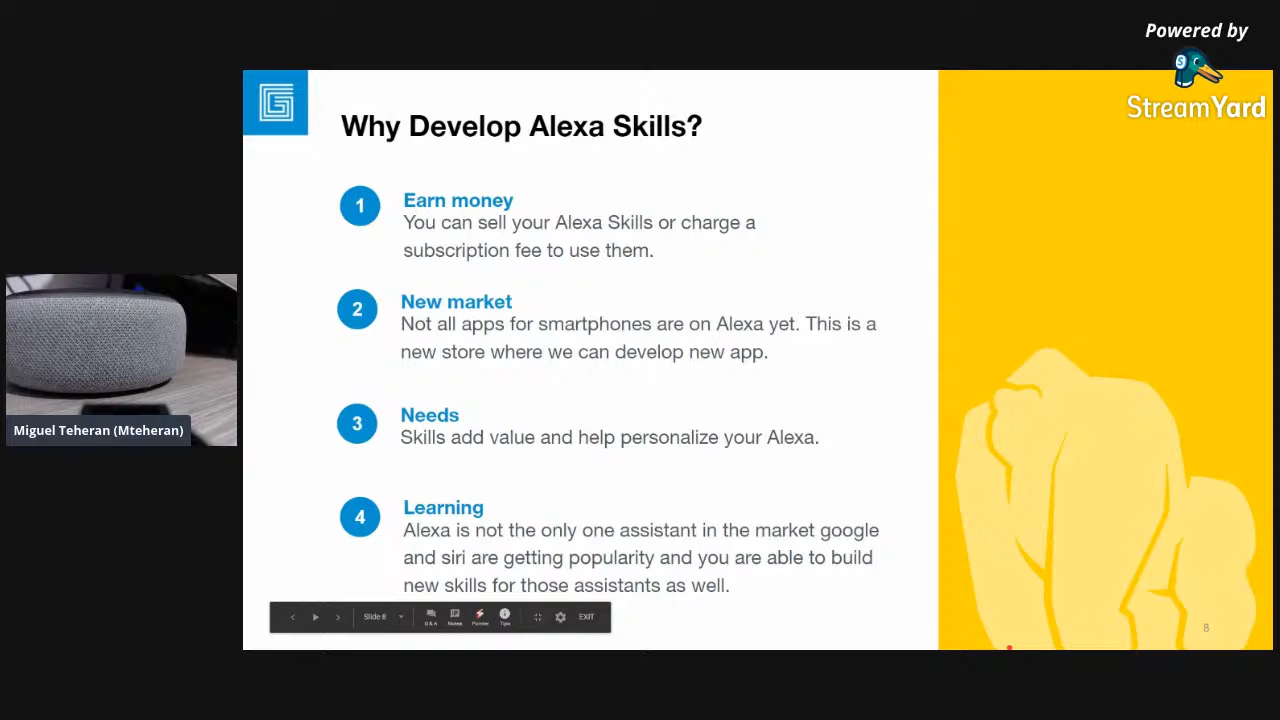 Powered by
StreamYard
Why Develop Alexa Skills?
1
Earn money
You can sell your Alexa Skills or charge a
subscription fee to use them.
2
New market
Not all apps for smartphones are on Alexa yet. This is a
new store where we can develop new app.
3
Needs
Skills add value and help personalize your Alexa.
4
Learning
Alexa is not the only one assistant in the market google
and siri are getting popularity and you are able to build
new skills for those assistants as well.
Miguel Teheran (Mteheran)
Slide 8
Q & A
Notes
Pointer
Tips
EXIT
8